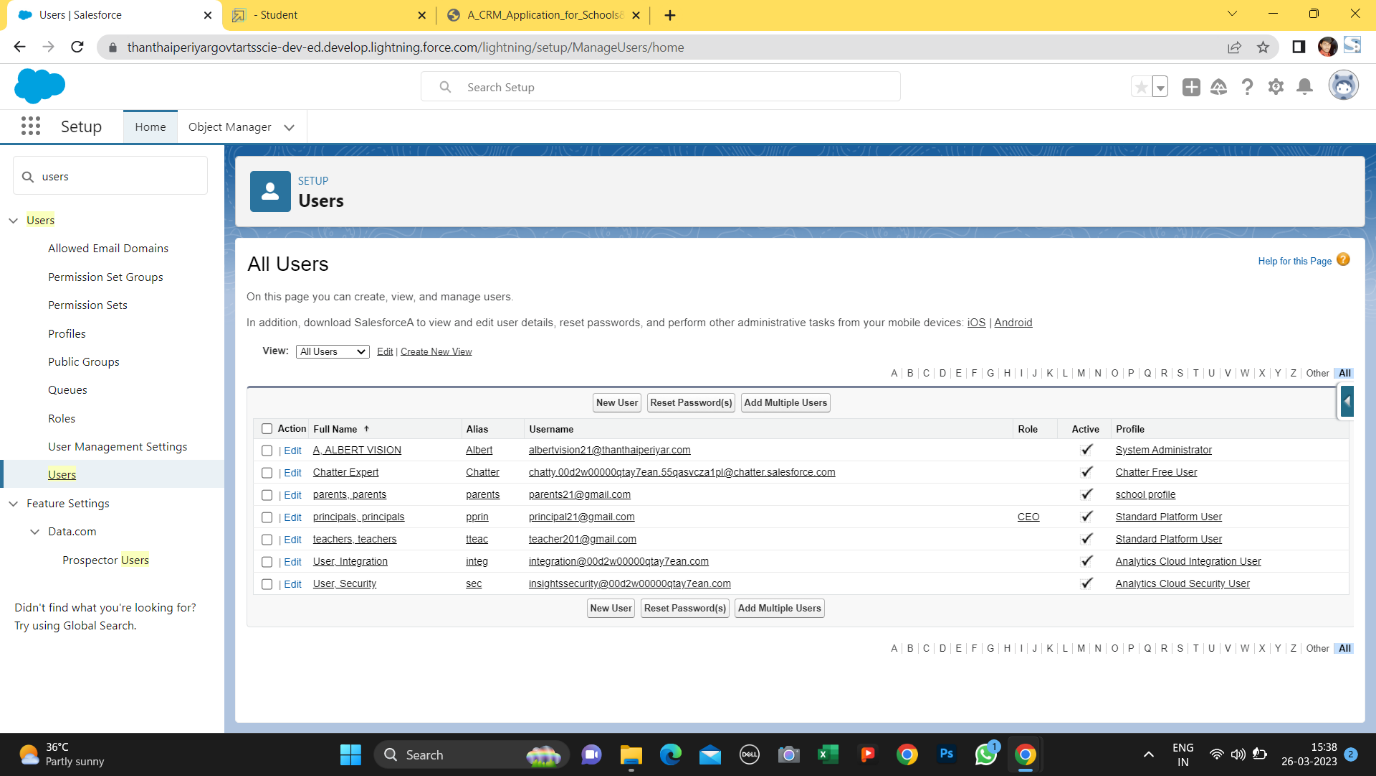 Users | Salesforce
- Student
A_CRM_Application_for_Schools&
thanthaiperiyargovtartsscie-dev-ed.develop.lightning.force.com/lightning/setup/ManageUsers/home
Search Setup
Setup
Home
Object Manager
users
Users
Allowed Email Domains
Permission Set Groups
Permission Sets
Profiles
Public Groups
Queues
Roles
User Management Settings
Users
Feature Settings
Data.com
Prospector Users
Didn't find what you're looking for?
Try using Global Search.
SETUP
Users
All Users
Help for this Page ?
On this page you can create, view, and manage users.
In addition, download SalesforceA to view and edit user details, reset passwords, and perform other administrative tasks from your mobile devices: iOS | Android
View: All Users Edit | Create New View
A | B | C | D | E | F | G | H | I | J | K | L | M | N | O | P | Q | R | S | T | U | V | W | X | Y | Z | Other All
New User Reset Password(s) Add Multiple Users
Action Full Name ↑ Alias Username Role Active Profile
| Edit A, ALBERT VISION Albert albertvision21@thanthaiperiyar.com ✓ System Administrator
| Edit Chatter Expert Chatter chatty.00d2w00000qtay7ean.55qasvcza1pl@chatter.salesforce.com ✓ Chatter Free User
| Edit parents, parents parents parents21@gmail.com ✓ school profile
| Edit principals, principals pprin principal21@gmail.com CEO ✓ Standard Platform User
| Edit teachers, teachers tteac teacher201@gmail.com ✓ Standard Platform User
| Edit User, Integration integ integration@00d2w00000qtay7ean.com ✓ Analytics Cloud Integration User
| Edit User, Security sec insightssecurity@00d2w00000qtay7ean.com ✓ Analytics Cloud Security User
New User Reset Password(s) Add Multiple Users
A | B | C | D | E | F | G | H | I | J | K | L | M | N | O | P | Q | R | S | T | U | V | W | X | Y | Z | Other All
36°C
Partly sunny
Search
DELL
Ps
1
ENG
IN
15:38
26-03-2023
2